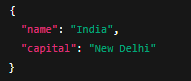 {
"name": "India",
"capital": "New Delhi"
}